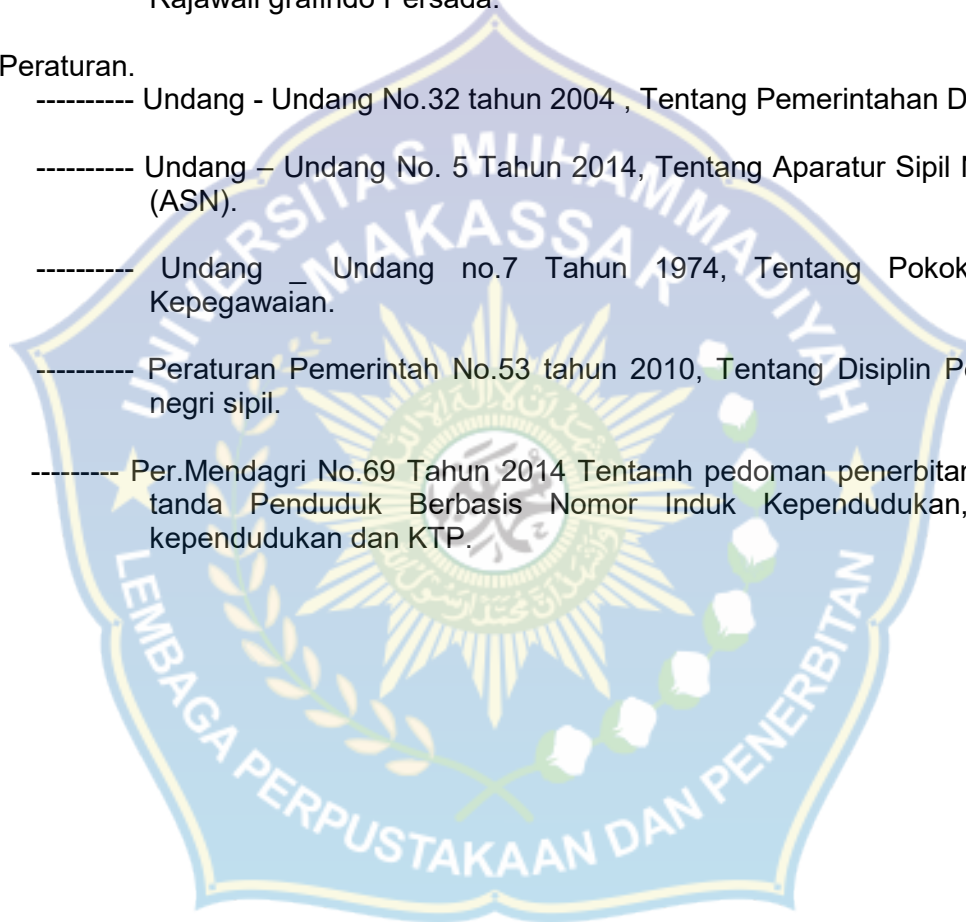 Rajawali grafindo Persada.
Peraturan.
---------- Undang - Undang No.32 tahun 2004 , Tentang Pemerintahan D
---------- Undang – Undang No. 5 Tahun 2014, Tentang Aparatur Sipil
(ASN).
---------- Undang _ Undang no.7 Tahun 1974, Tentang Pokok
Kepegawaian.
---------- Peraturan Pemerintah No.53 tahun 2010, Tentang Disiplin
negri sipil.
--------- Per.Mendagri No.69 Tahun 2014 Tentamh pedoman penerbitan
tanda Penduduk Berbasis Nomor Induk Kependudukan,
kependudukan dan KTP.
UNIVERSITAS MUHAMMADIYAH
MAKASSAR
LEMBAGA PERPUSTAKAAN DAN PENERBITAN